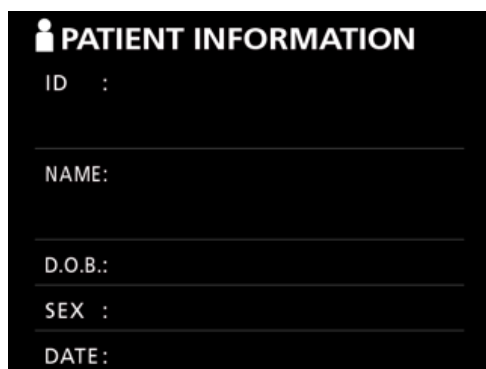 PATIENT INFORMATION
ID :
NAME:
D.O.B.:
SEX :
DATE: